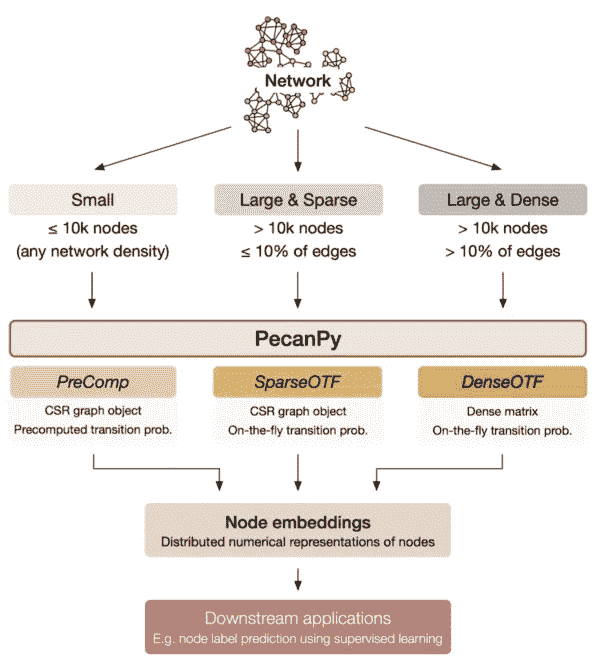 Network
Small
≤ 10k nodes
(any network density)
Large & Sparse
> 10k nodes
≤ 10% of edges
Large & Dense
> 10k nodes
> 10% of edges
PecanPy
PreComp
CSR graph object
Precomputed transition prob.
SparseOTF
CSR graph object
On-the-fly transition prob.
DenseOTF
Dense matrix
On-the-fly transition prob.
Node embeddings
Distributed numerical representations of nodes
Downstream applications
E.g. node label prediction using supervised learning